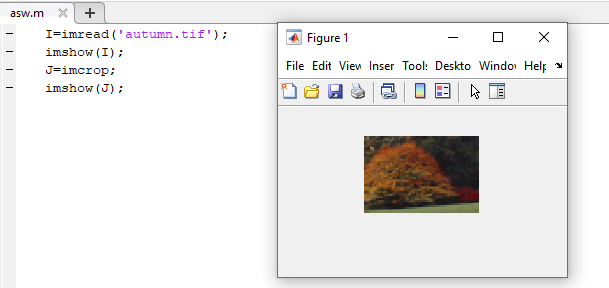 asw.m
I=imread('autumn.tif');
imshow(I);
J=imcrop;
imshow(J);
Figure 1
File Edit View Inser Tools Deskto Windov Help